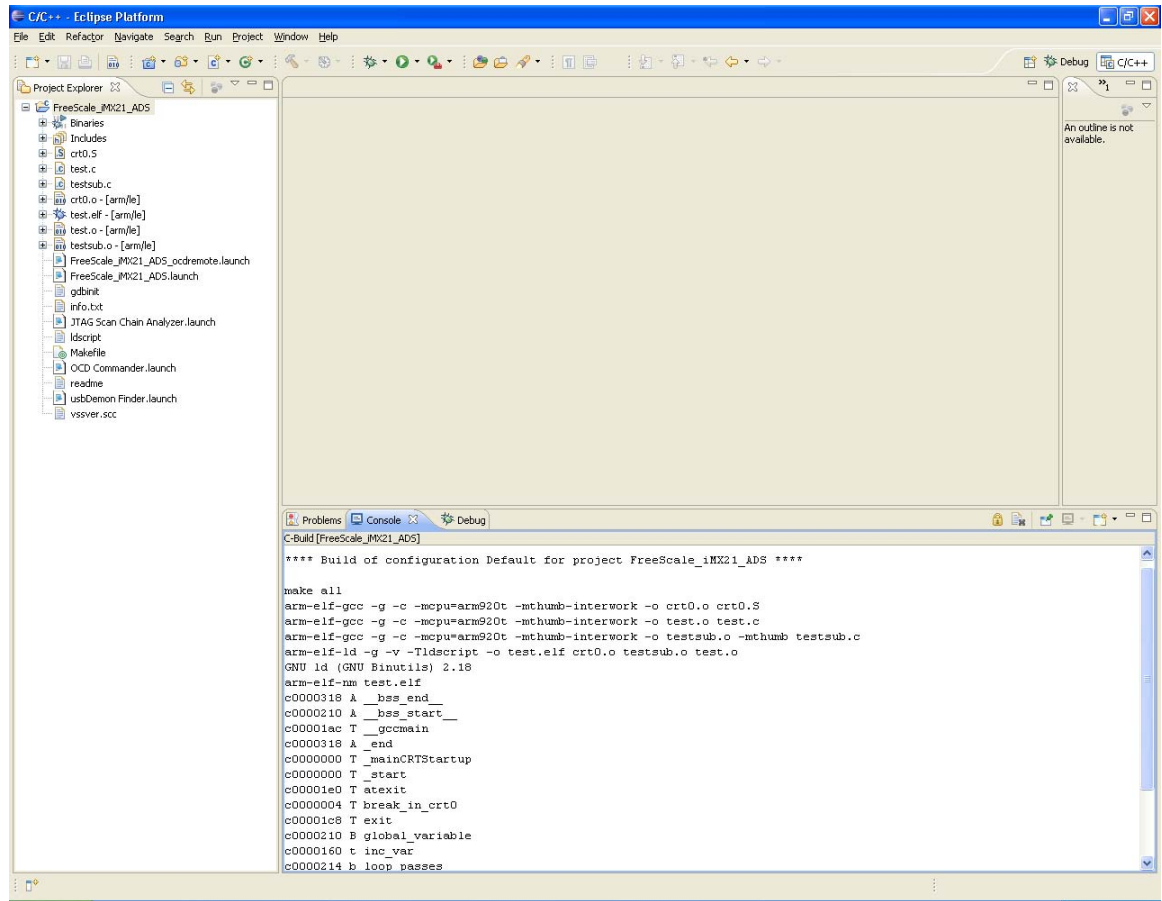 C/C++ - Eclipse Platform
File Edit Refactor Navigate Search Run Project Window Help
Debug C/C++
Project Explorer
FreeScale_iMX21_ADS
Binaries
Includes
crt0.S
test.c
testsub.c
crt0.o - [arm/le]
test.elf - [arm/le]
test.o - [arm/le]
testsub.o - [arm/le]
FreeScale_iMX21_ADS_ocdremote.launch
FreeScale_iMX21_ADS.launch
gdbinit
info.txt
JTAG Scan Chain Analyzer.launch
ldscript
Makefile
OCD Commander.launch
readme
usbDemon Finder.launch
vssver.scc
An outline is not
available.
Problems Console Debug
C-Build [FreeScale_iMX21_ADS]
**** Build of configuration Default for project FreeScale_iMX21_ADS ****
make all
arm-elf-gcc -g -c -mcpu=arm920t -mthumb-interwork -o crt0.o crt0.S
arm-elf-gcc -g -c -mcpu=arm920t -mthumb-interwork -o test.o test.c
arm-elf-gcc -g -c -mcpu=arm920t -mthumb-interwork -o testsub.o -mthumb testsub.c
arm-elf-ld -g -v -Tldscript -o test.elf crt0.o testsub.o test.o
GNU ld (GNU Binutils) 2.18
arm-elf-nm test.elf
c0000318 A __bss_end__
c0000210 A __bss_start__
c00001ac T __gccmain
c0000318 A _end
c0000000 T _mainCRTStartup
c0000000 T _start
c00001e0 T atexit
c0000004 T break_in_crt0
c00001c8 T exit
c0000210 B global_variable
c0000160 t inc_var
c0000214 b loop_passes